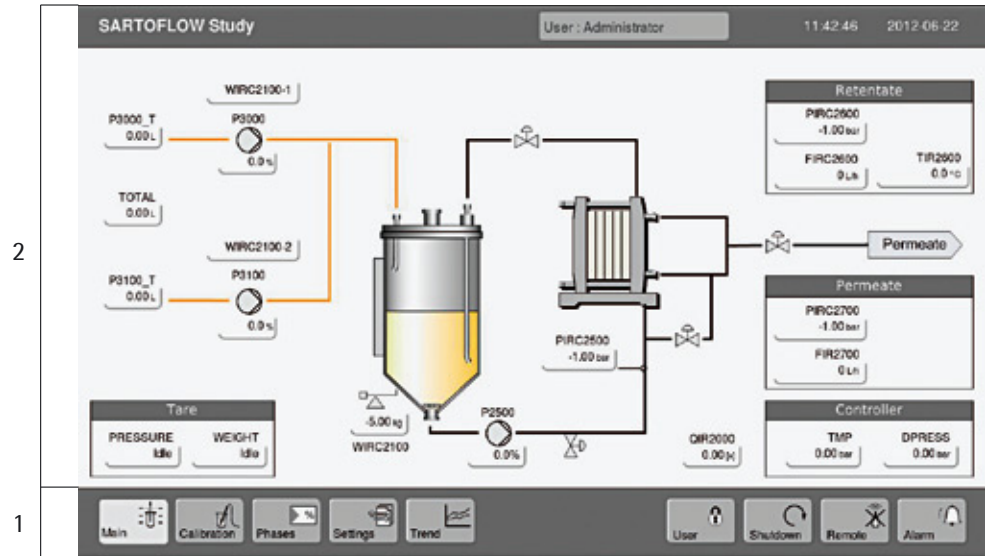 SARTOFLOW Study
User : Administrator
11:42:46
2012-06-22
WIRC2100-1
P3000_T
0.00 L
P3000
0.0 %
TOTAL
0.00 L
WIRC2100-2
P3100_T
0.00 L
P3100
0.0 %
Retentate
PIRC2600
-1.00 bar
FIRC2600
0 L/h
TIR2600
0.0 °C
Permeate
Permeate
PIRC2700
-1.00 bar
FIR2700
0 L/h
PIRC2500
-1.00 bar
-5.00 kg
WIRC2100
P2500
0.0%
QIR2000
0.00
Tare
PRESSURE
Idle
WEIGHT
Idle
Controller
TMP
0.00 bar
DPRESS
0.00 bar
2
1
Main
Calibration
Phases
%
Settings
Trend
User
Shutdown
Remote
Alarm